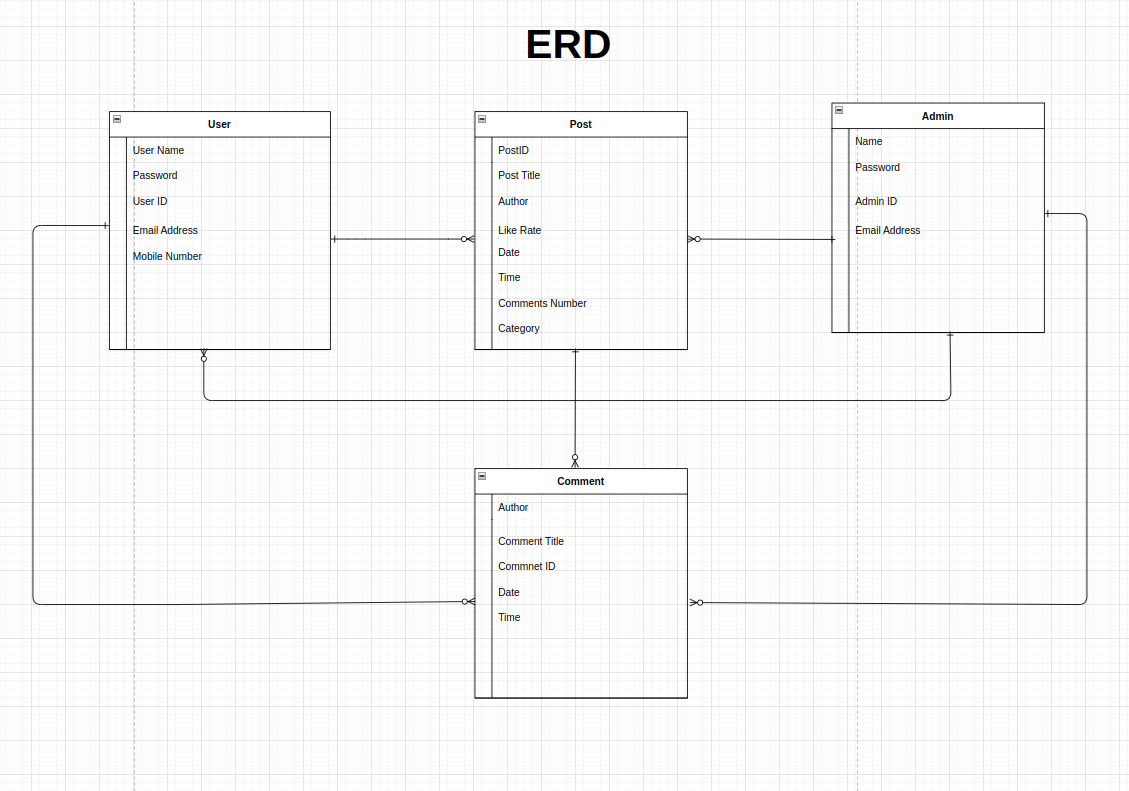 ERD
User
User Name
Password
User ID
Email Address
Mobile Number
Post
PostID
Post Title
Author
Like Rate
Date
Time
Comments Number
Category
Admin
Name
Password
Admin ID
Email Address
Comment
Author
Comment Title
Commnet ID
Date
Time